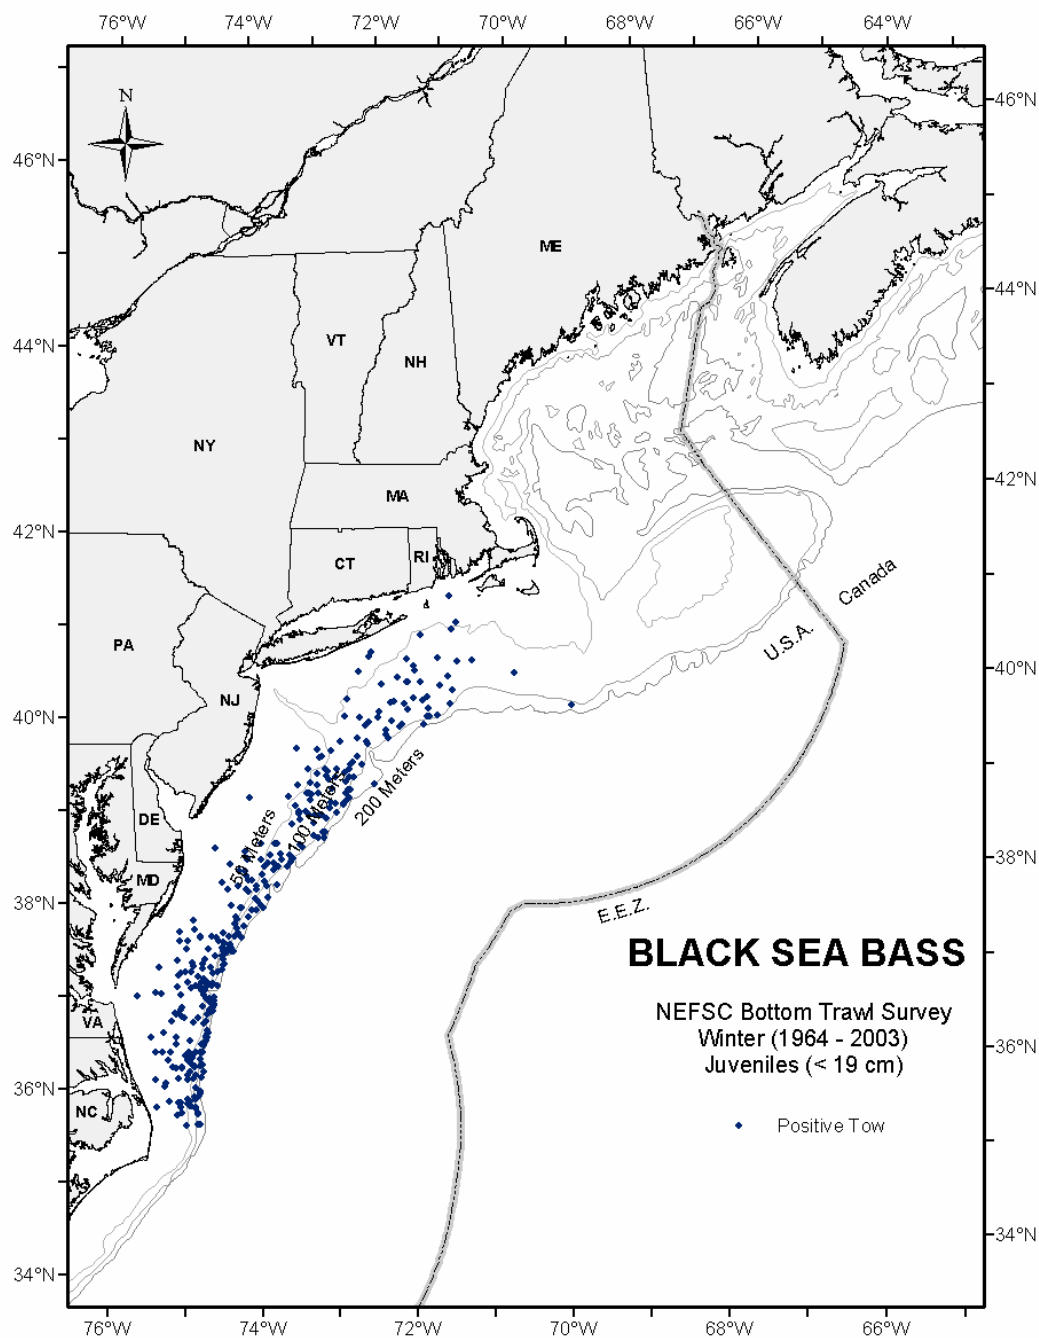 76°W 74°W 72°W 70°W 68°W 66°W 64°W
N
46°N
46°N
ME
44°N
VT
44°N
NH
NY
42°N
MA
42°N
CT
RI
Canada
U.S.A.
PA
40°N
NJ
40°N
50 Meters
100 Meters
200 Meters
DE
38°N
MD
38°N
E.E.Z.
BLACK SEA BASS
NEFSC Bottom Trawl Survey
VA
Winter (1964 - 2003)
36°N
Juveniles (< 19 cm)
36°N
NC
Positive Tow
34°N
34°N
76°W 74°W 72°W 70°W 68°W 66°W